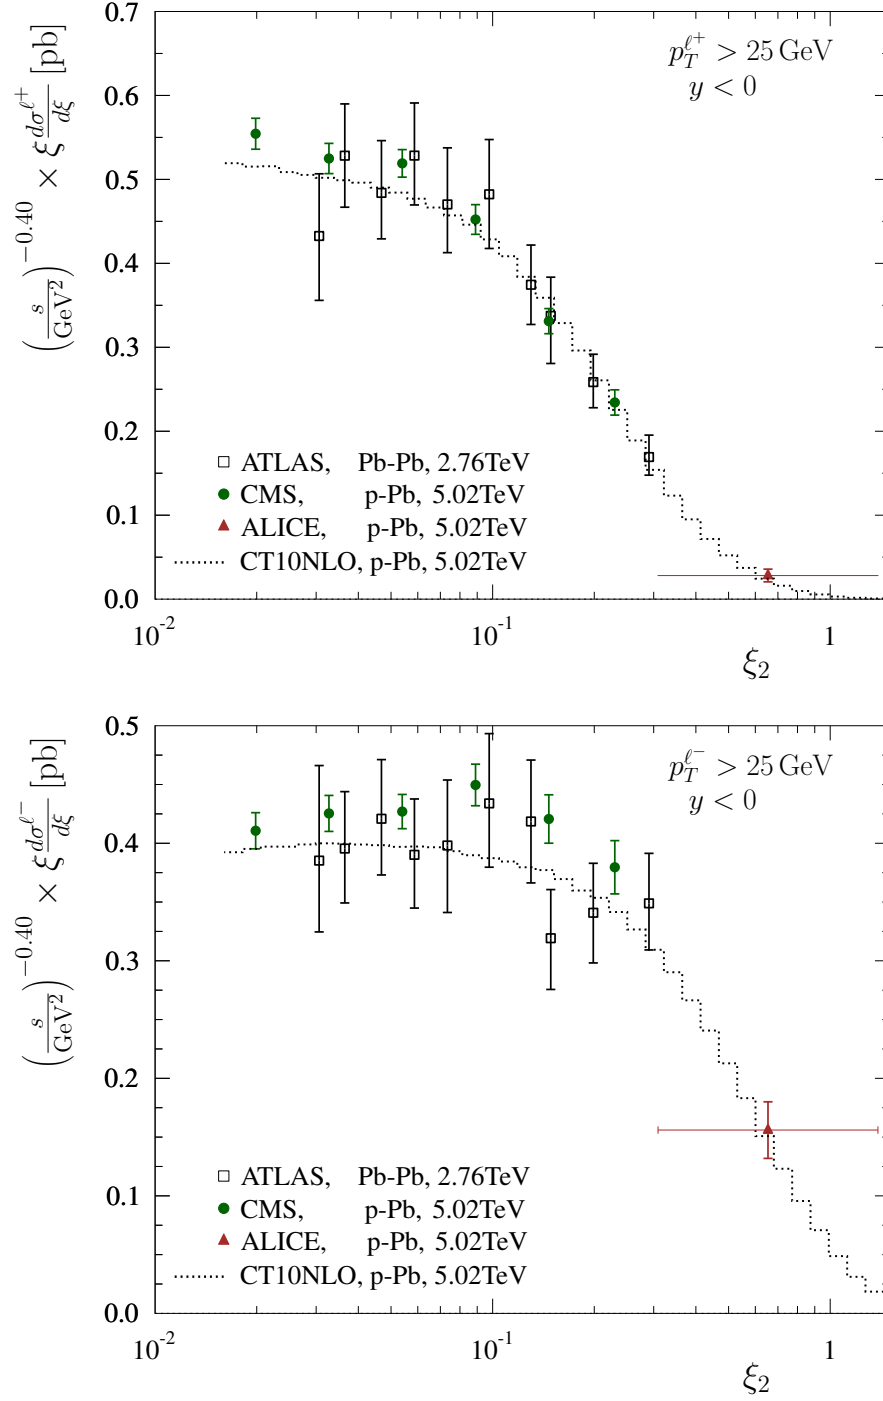 0.7
0.6
0.5
0.4
0.3
0.2
0.1
0.0
(s/GeV²)^−0.40 × ξ dσ^ℓ+/dξ [pb]
p_T^ℓ+ > 25 GeV
y < 0
ATLAS, Pb-Pb, 2.76TeV
CMS, p-Pb, 5.02TeV
ALICE, p-Pb, 5.02TeV
CT10NLO, p-Pb, 5.02TeV
10^-2 10^-1 1
ξ₂
0.5
0.4
0.3
0.2
0.1
0.0
(s/GeV²)^−0.40 × ξ dσ^ℓ−/dξ [pb]
p_T^ℓ− > 25 GeV
y < 0
ATLAS, Pb-Pb, 2.76TeV
CMS, p-Pb, 5.02TeV
ALICE, p-Pb, 5.02TeV
CT10NLO, p-Pb, 5.02TeV
10^-2 10^-1 1
ξ₂